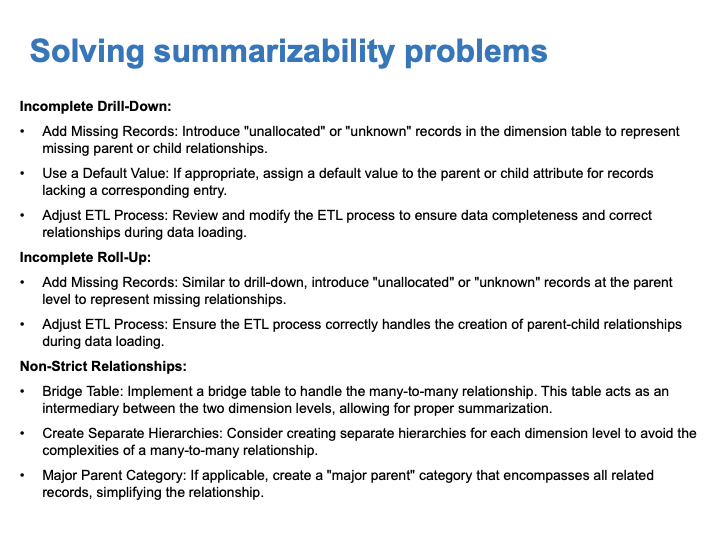 Solving summarizability problems
Incomplete Drill-Down:
• Add Missing Records: Introduce "unallocated" or "unknown" records in the dimension table to represent
missing parent or child relationships.
• Use a Default Value: If appropriate, assign a default value to the parent or child attribute for records
lacking a corresponding entry.
• Adjust ETL Process: Review and modify the ETL process to ensure data completeness and correct
relationships during data loading.
Incomplete Roll-Up:
• Add Missing Records: Similar to drill-down, introduce "unallocated" or "unknown" records at the parent
level to represent missing relationships.
• Adjust ETL Process: Ensure the ETL process correctly handles the creation of parent-child relationships
during data loading.
Non-Strict Relationships:
• Bridge Table: Implement a bridge table to handle the many-to-many relationship. This table acts as an
intermediary between the two dimension levels, allowing for proper summarization.
• Create Separate Hierarchies: Consider creating separate hierarchies for each dimension level to avoid the
complexities of a many-to-many relationship.
• Major Parent Category: If applicable, create a "major parent" category that encompasses all related
records, simplifying the relationship.